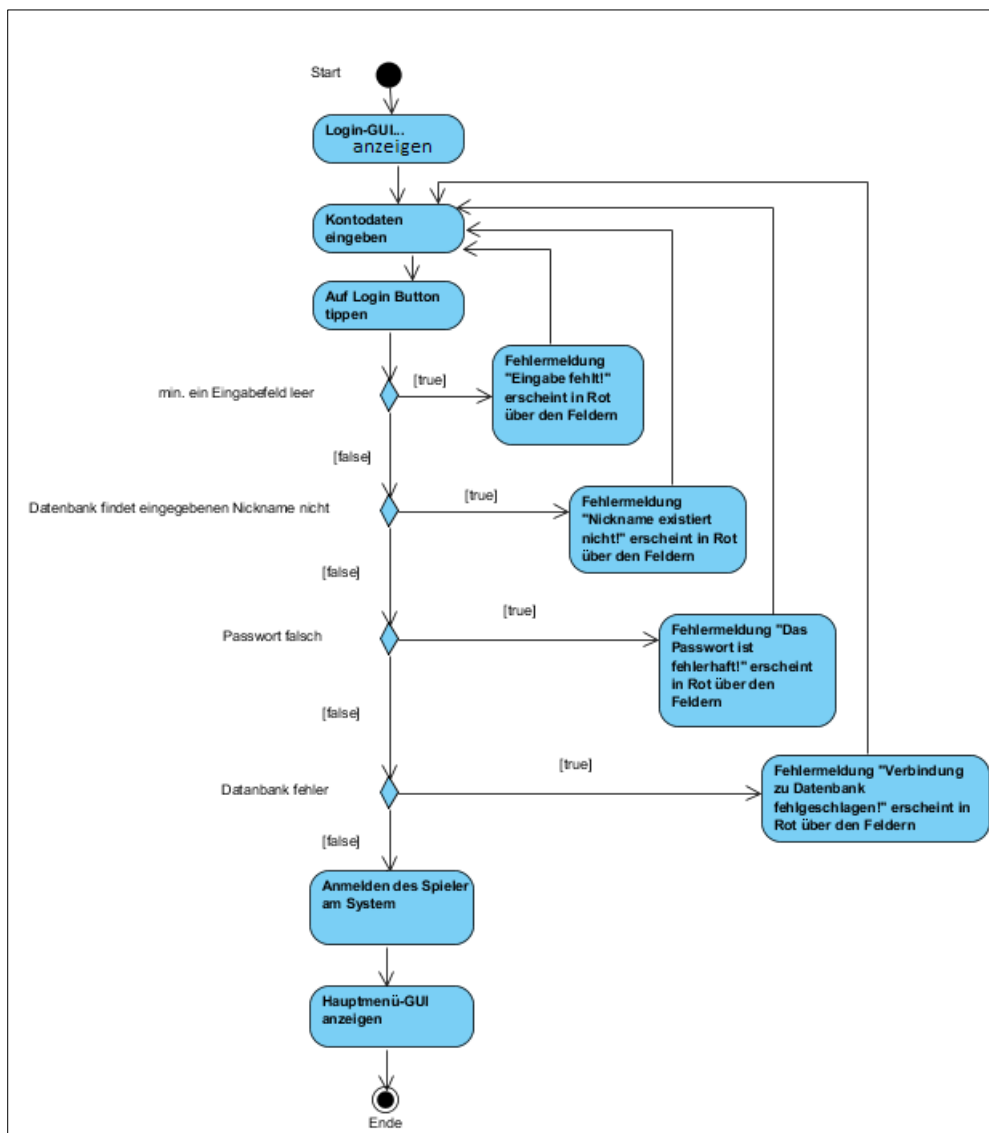 Start
Login-GUI...
anzeigen
Kontodaten
eingeben
Auf Login Button
tippen
min. ein Eingabefeld leer
[true]
Fehlermeldung
"Eingabe fehlt!"
erscheint in Rot
über den Feldern
[false]
Datenbank findet eingegebenen Nickname nicht
[true]
Fehlermeldung
"Nickname existiert
nicht!" erscheint in Rot
über den Feldern
[false]
Passwort falsch
[true]
Fehlermeldung "Das
Passwort ist
fehlerhaft!" erscheint
in Rot über den
Feldern
[false]
Datanbank fehler
[true]
Fehlermeldung "Verbindung
zu Datenbank
fehlgeschlagen!" erscheint in
Rot über den Feldern
[false]
Anmelden des Spieler
am System
Hauptmenü-GUI
anzeigen
Ende